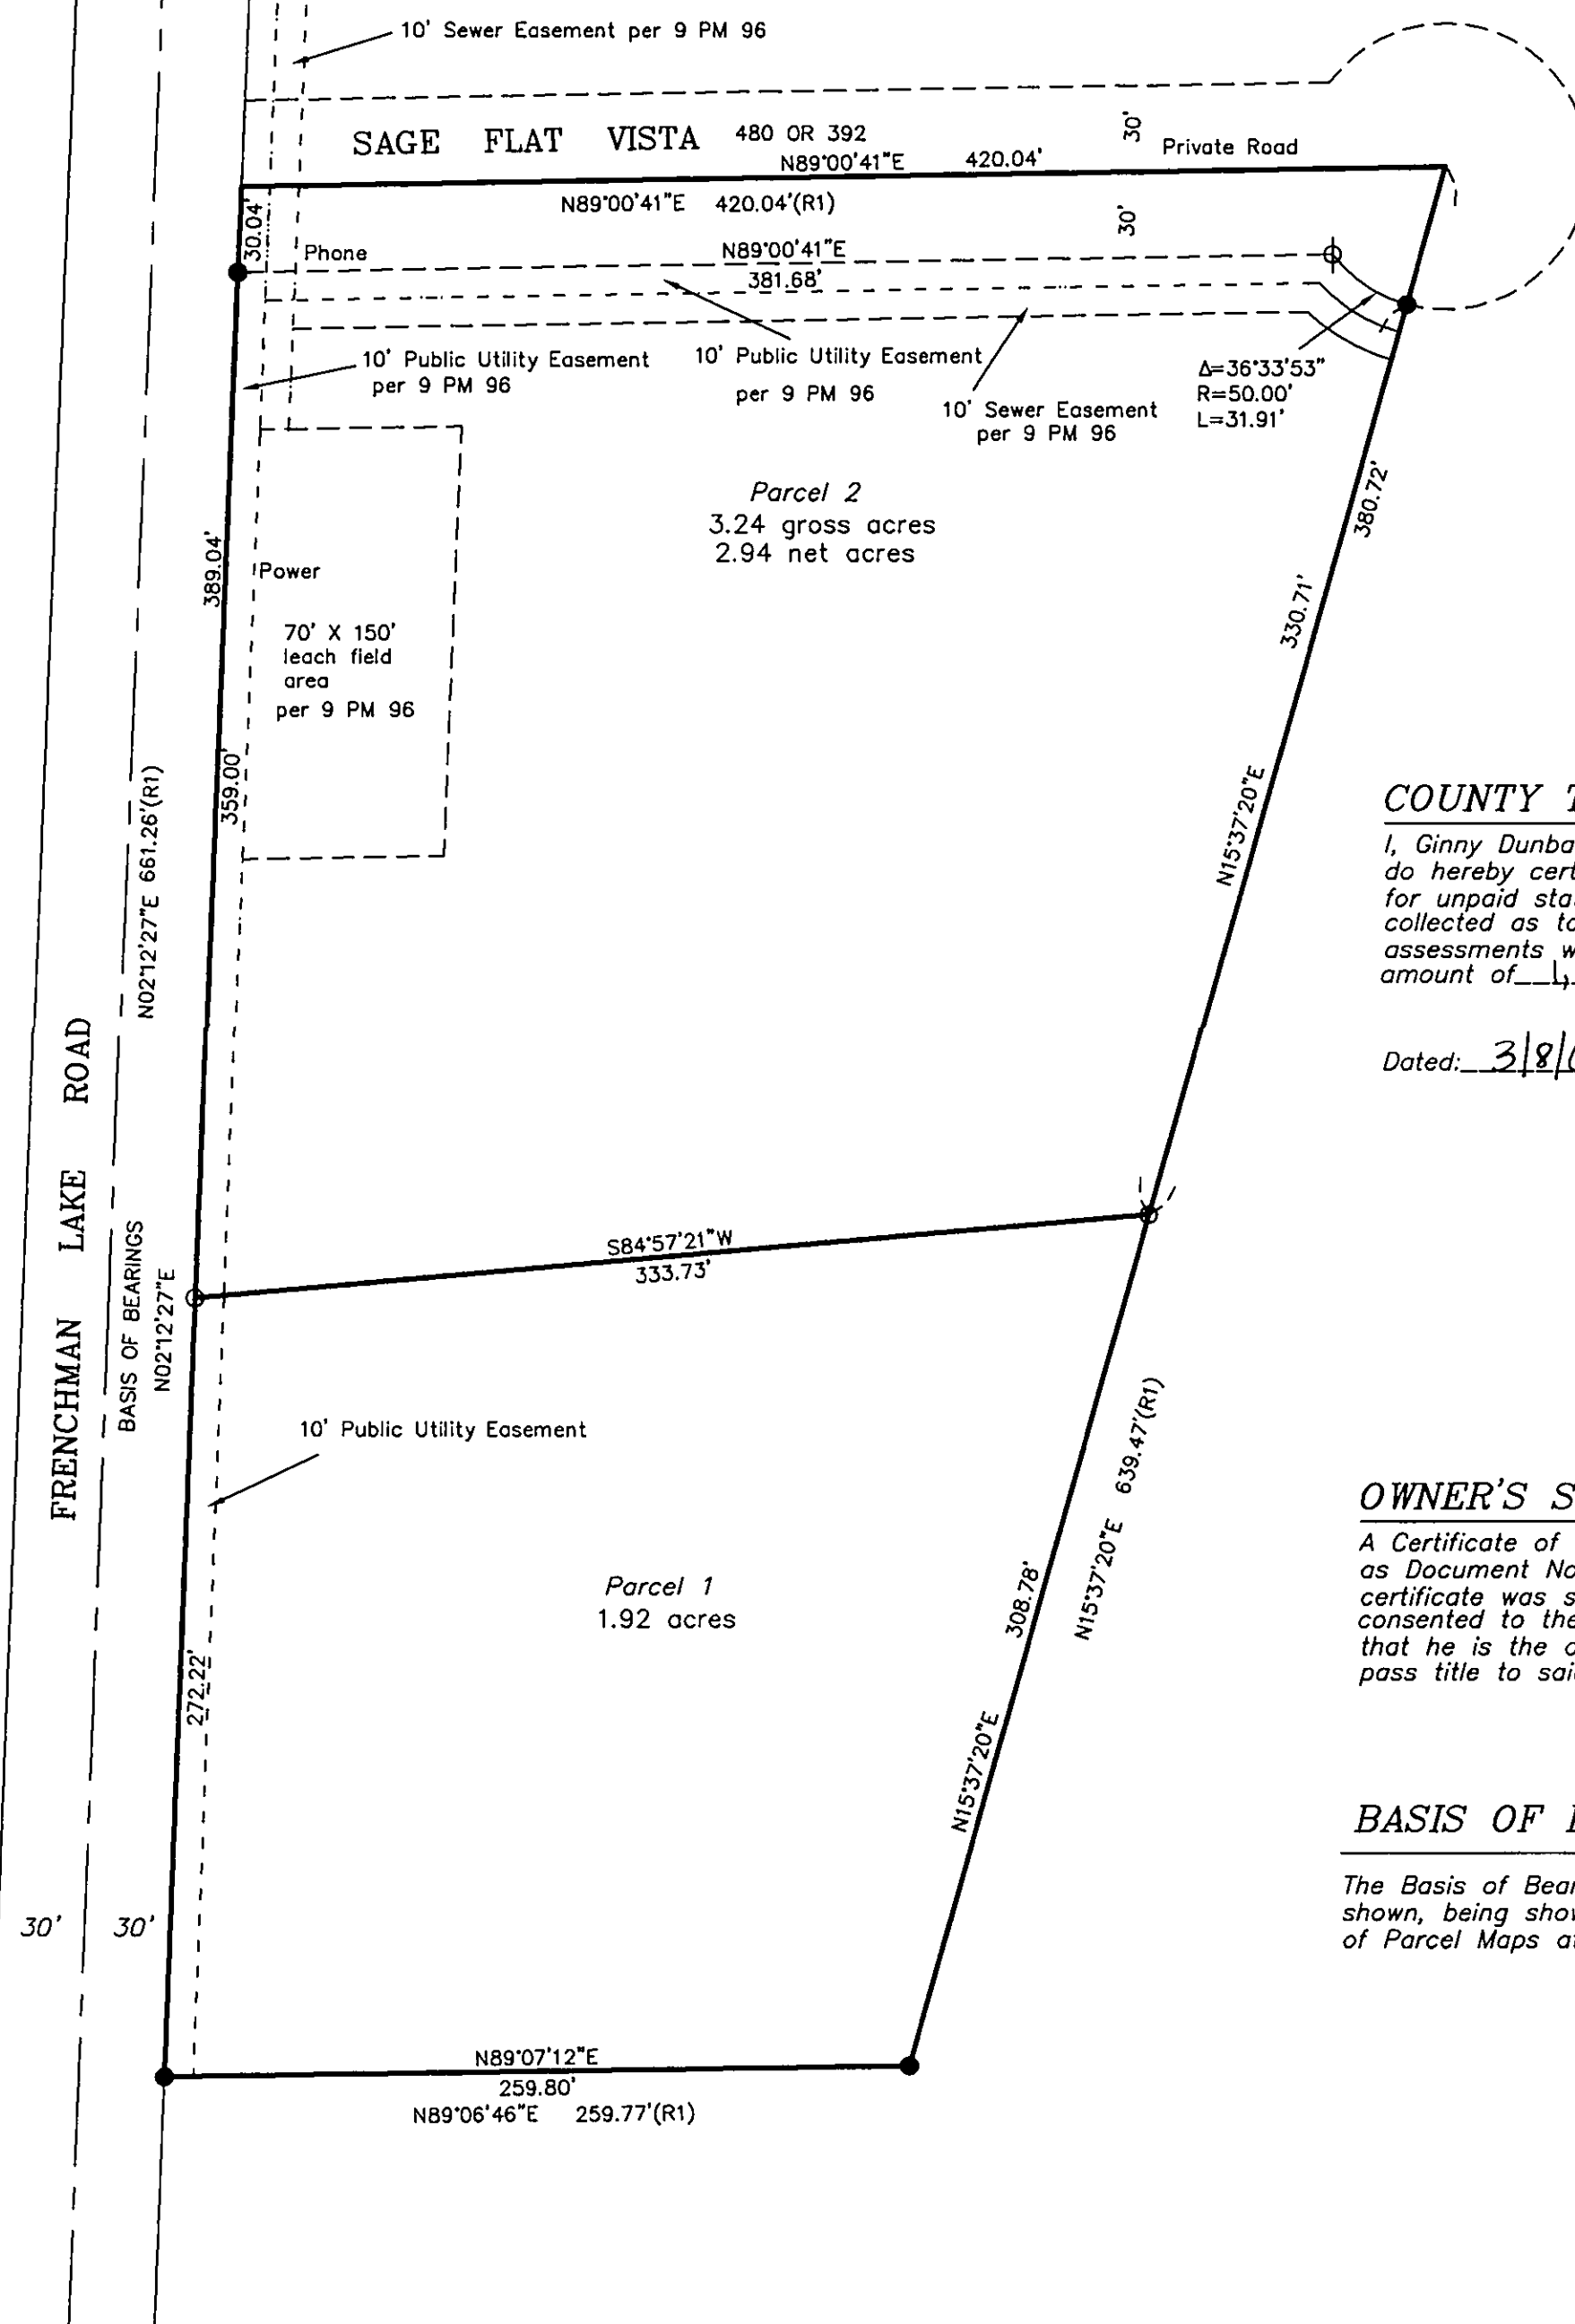 10' Sewer Easement per 9 PM 96
SAGE FLAT VISTA 480 OR 392
30'
Private Road
N89°00'41"E 420.04'
N89°00'41"E 420.04'(R1)
30.04'
30'
Phone
N89°00'41"E
381.68'
10' Public Utility Easement
per 9 PM 96
10' Public Utility Easement
per 9 PM 96
10' Sewer Easement
per 9 PM 96
Δ=36°33'53"
R=50.00'
L=31.91'
Parcel 2
3.24 gross acres
2.94 net acres
380.72'
330.71'
389.04'
Power
70' X 150'
leach field
area
per 9 PM 96
359.00'
N02°12'27"E 661.26'(R1)
N15°37'20"E
COUNTY
I, Ginny
do hereby
for unpaid
collected as
assessments
amount of
Dated: 3/8/
FRENCHMAN LAKE ROAD
BASIS OF BEARINGS
N02°12'27"E
S84°57'21"W
333.73'
10' Public Utility Easement
N15°37'20"E 639.47'(R1)
308.78'
OWNER'S
A Certificate of
as Document
certificate was
consented to the
that he is the
pass title to
Parcel 1
1.92 acres
272.22'
N15°37'20"E
BASIS OF
The Basis of
shown, being
of Parcel Maps
30' 30'
N89°07'12"E
259.80'
N89°06'46"E 259.77'(R1)